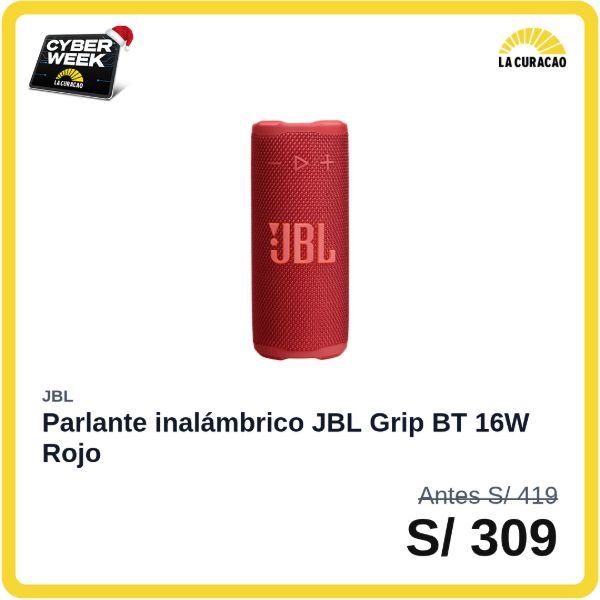 CYBER
WEEK
LA CURACAO
LA CURACAO
JBL
JBL
Parlante inalámbrico JBL Grip BT 16W
Rojo
Antes S/ 419
S/ 309